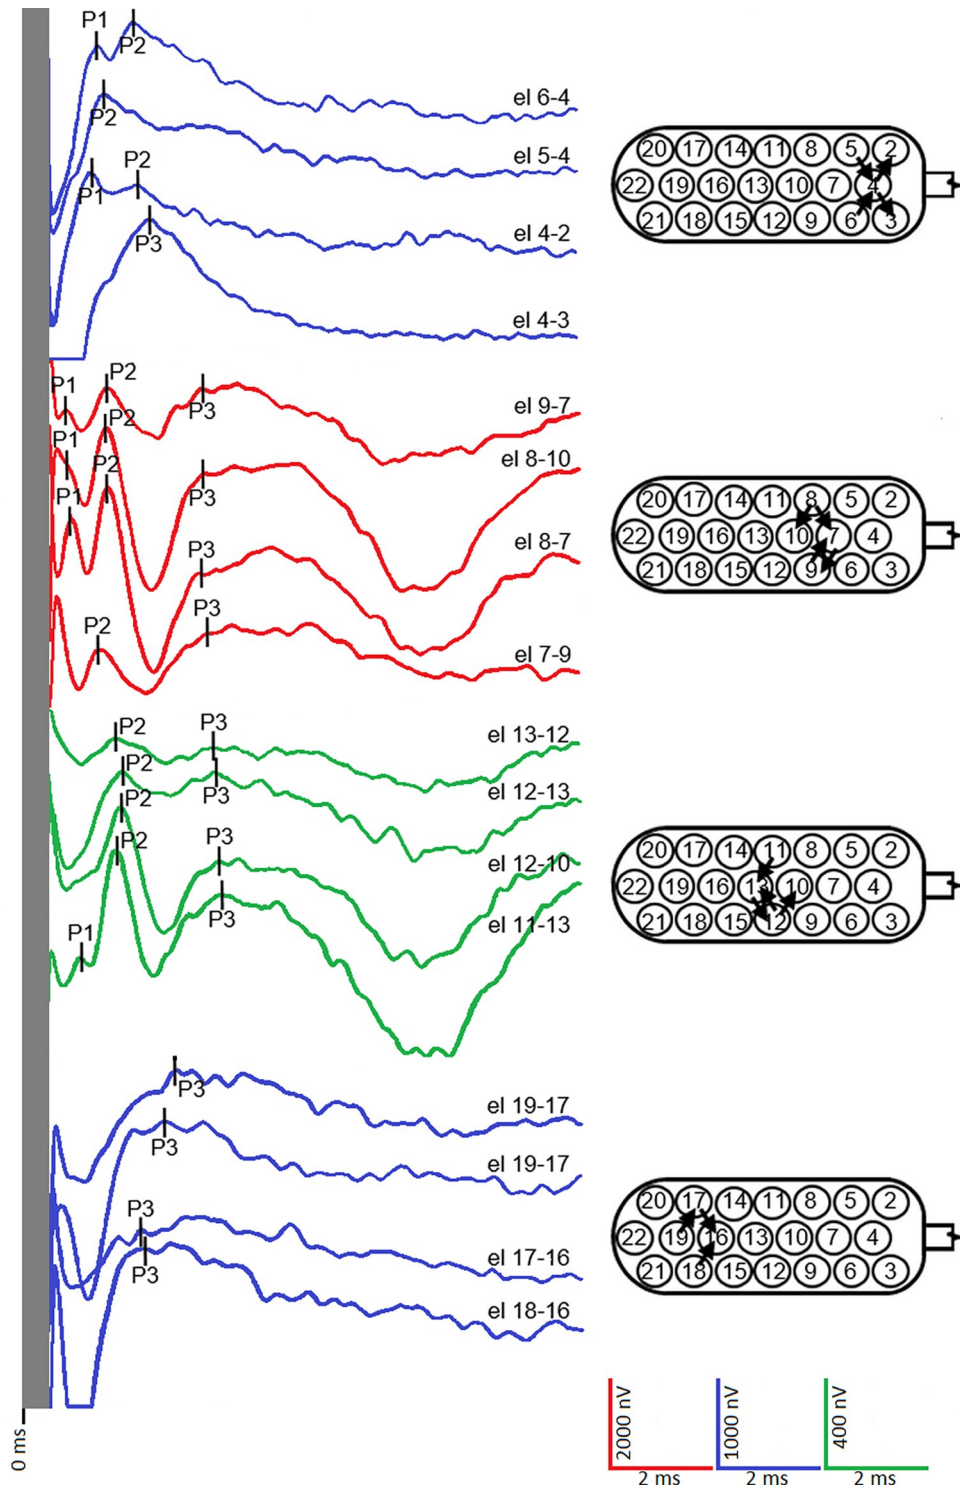 P1
P2
el 6-4
P2
el 5-4
P2
P1
el 4-2
P3
el 4-3
20 17 14 11 8 5 2
22 19 16 13 10 7 4
21 18 15 12 9 6 3
P1
P2
P3
el 9-7
P2
P1
el 8-10
P2
P3
P1
el 8-7
P3
P3
P2
el 7-9
20 17 14 11 8 5 2
22 19 16 13 10 7 4
21 18 15 12 9 6 3
P2
P3
el 13-12
P2
P3
el 12-13
P2
P3
el 12-10
P2
P3
el 11-13
P1
20 17 14 11 8 5 2
22 19 16 13 10 7 4
21 18 15 12 9 6 3
P3
el 19-17
P3
el 19-17
P3
el 17-16
P3
el 18-16
20 17 14 11 8 5 2
22 19 16 13 10 7 4
21 18 15 12 9 6 3
0 ms
2000 nV
2 ms
1000 nV
2 ms
400 nV
2 ms